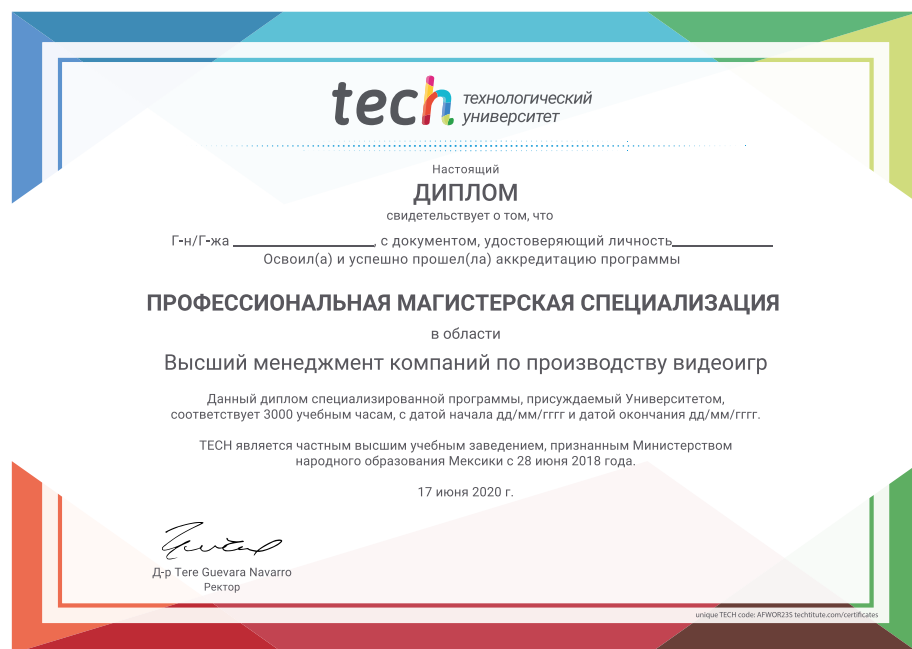 tech технологический
университет
Настоящий
ДИПЛОМ
свидетельствует о том, что
Г-н/Г-жа ____________________, с документом, удостоверяющий личность______________
Освоил(а) и успешно прошел(ла) аккредитацию программы
ПРОФЕССИОНАЛЬНАЯ МАГИСТЕРСКАЯ СПЕЦИАЛИЗАЦИЯ
в области
Высший менеджмент компаний по производству видеоигр
Данный диплом специализированной программы, присуждаемый Университетом,
соответствует 3000 учебным часам, с датой начала дд/мм/гггг и датой окончания дд/мм/гггг.
TECH является частным высшим учебным заведением, признанным Министерством
народного образования Мексики с 28 июня 2018 года.
17 июня 2020 г.
Д-р Tere Guevara Navarro
Ректор
unique TECH code: AFWOR23S techtitute.com/certificates